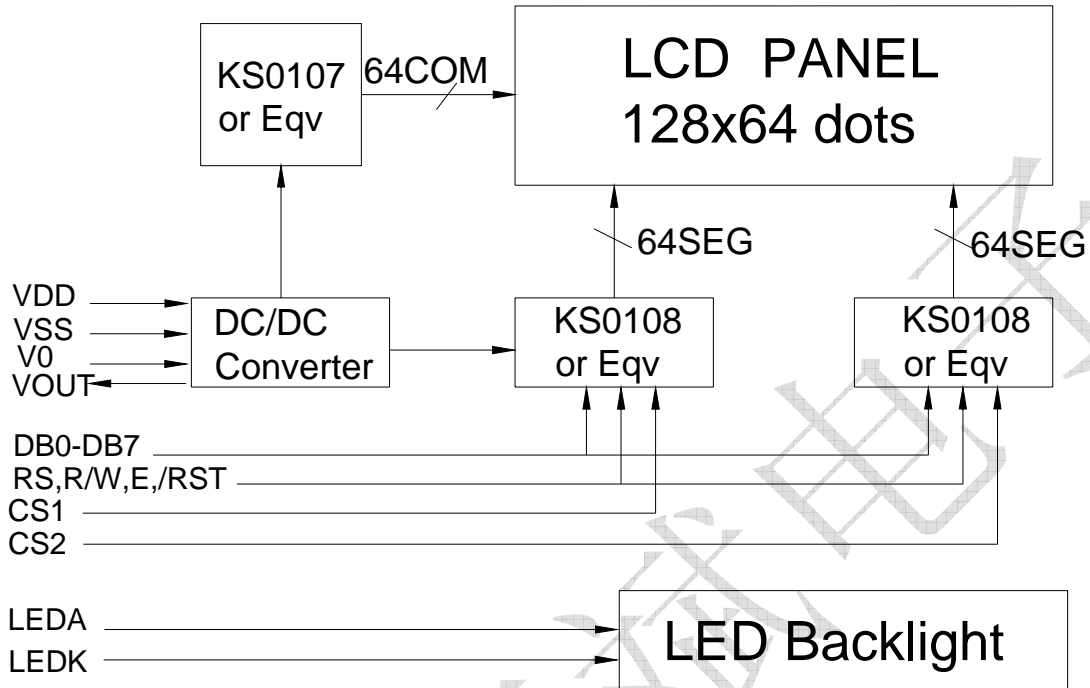 KS0107
or Eqv
64COM
LCD PANEL
128x64 dots
64SEG
64SEG
VDD
VSS
V0
VOUT
DC/DC
Converter
KS0108
or Eqv
KS0108
or Eqv
DB0-DB7
RS,R/W,E,/RST
CS1
CS2
LEDA
LEDK
LED Backlight